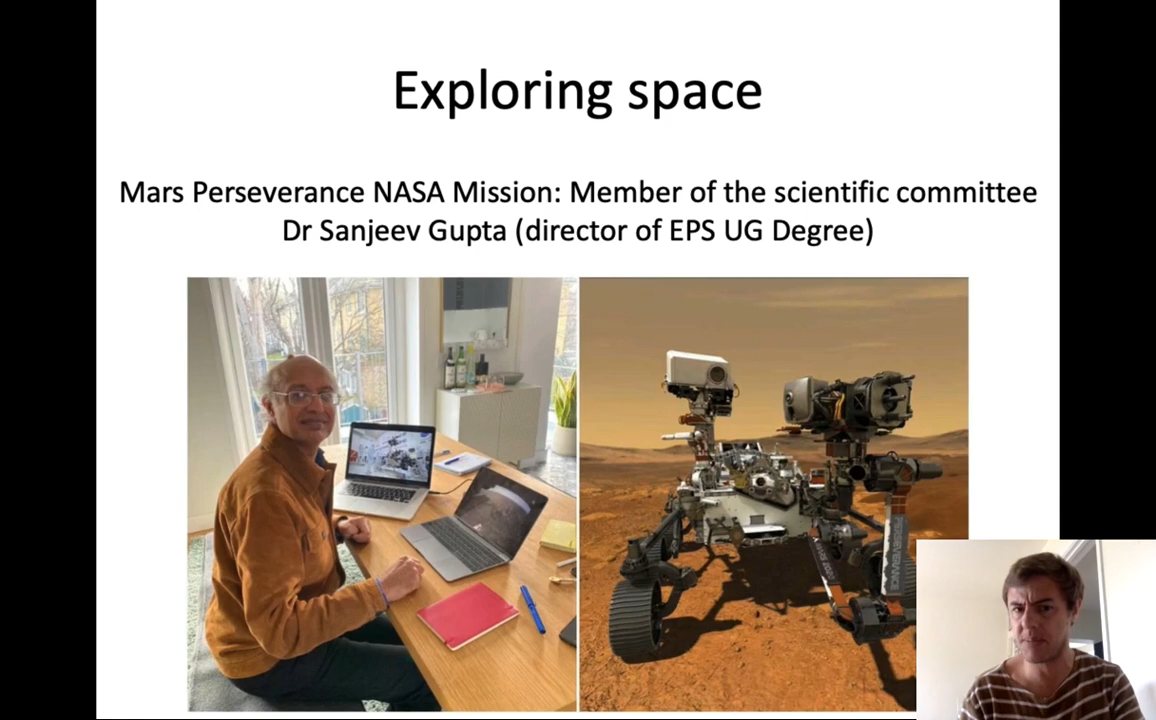 Exploring space
Mars Perseverance NASA Mission: Member of the scientific committee
Dr Sanjeev Gupta (director of EPS UG Degree)